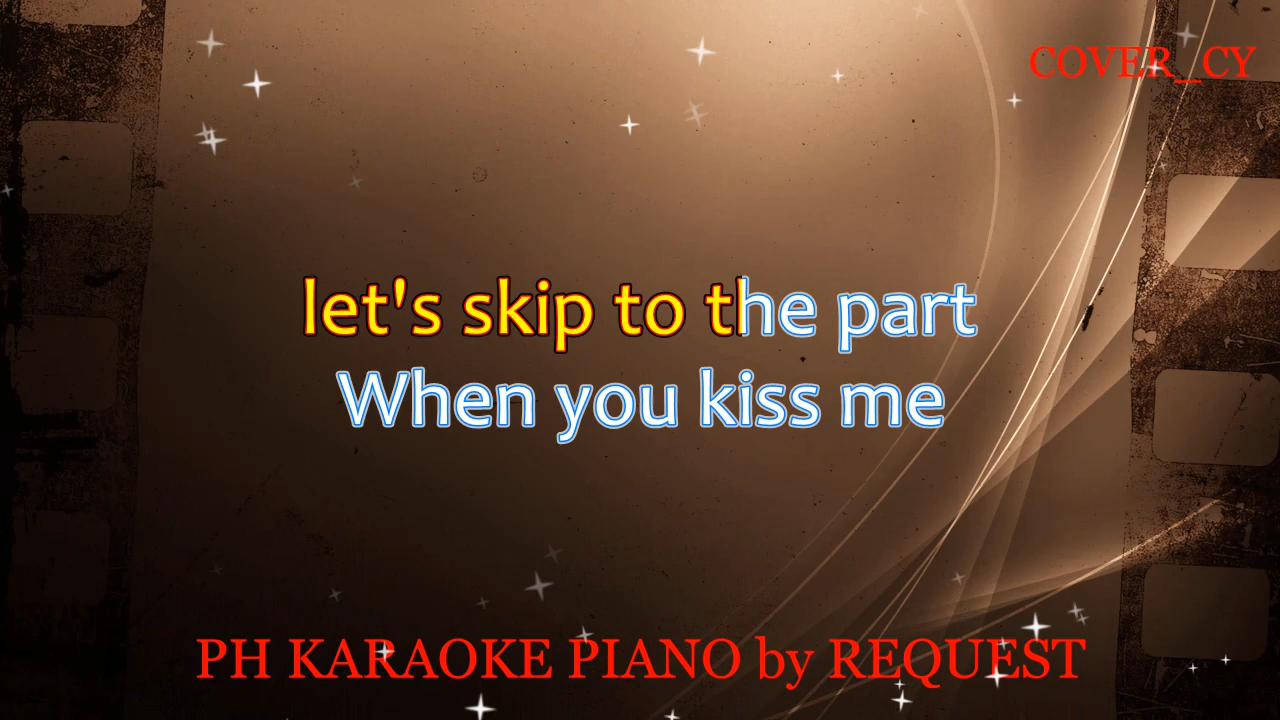 COVER_CY
let's skip to the part
When you kiss me
PH KARAOKE PIANO by REQUEST